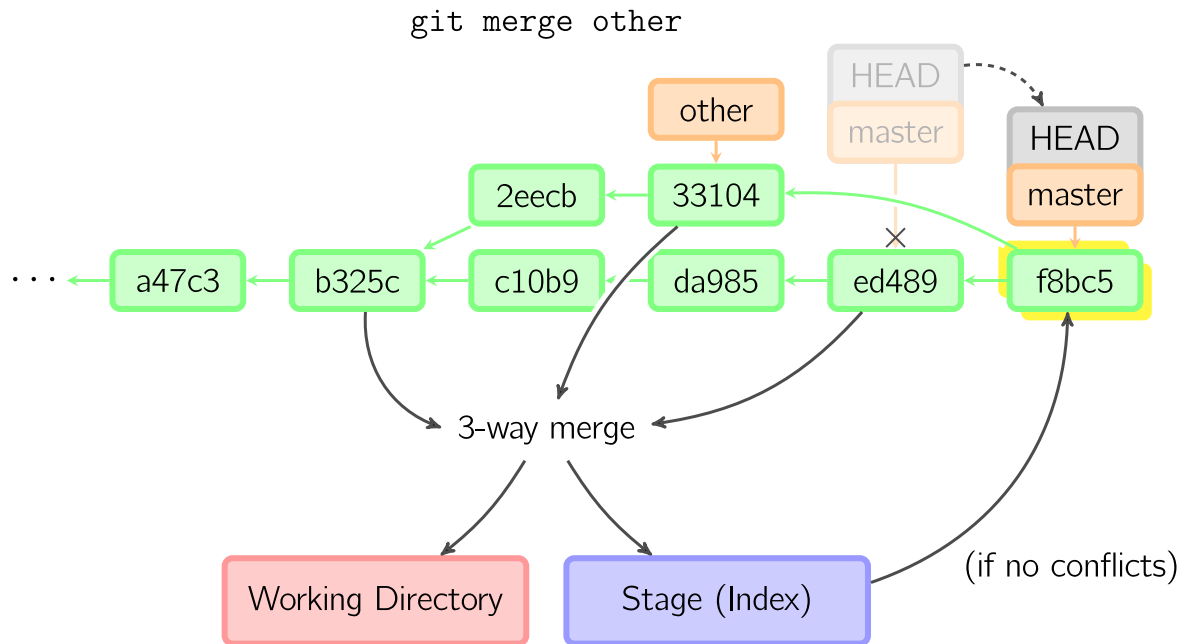 git merge other
HEAD
master
other
HEAD
master
2eecb
33104
... a47c3 b325c c10b9 da985 ed489 f8bc5
3-way merge
(if no conflicts)
Working Directory
Stage (Index)